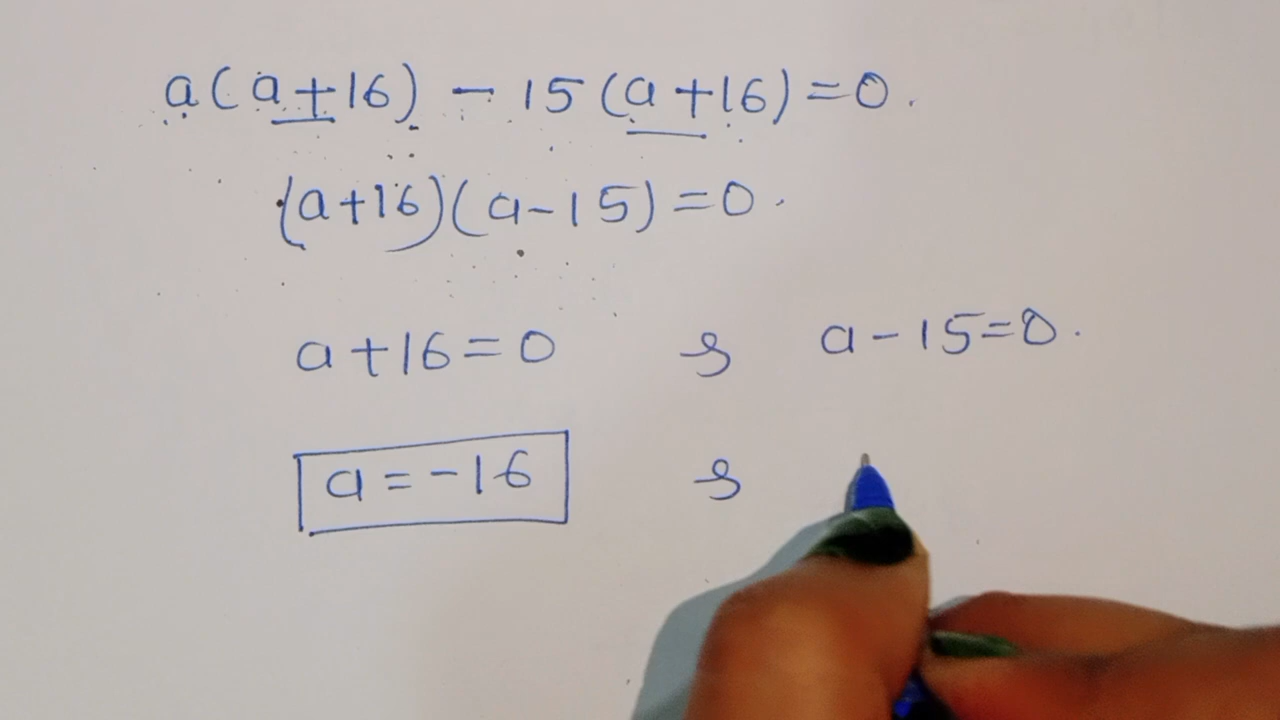 a(a+16) - 15(a+16)=0.
(a+16)(a-15)=0.
a+16=0 & a-15=0.
a=-16 &